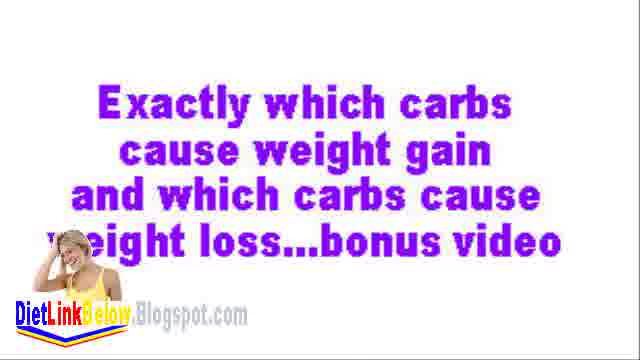 Exactly which carbs
cause weight gain
and which carbs cause
weight loss...bonus video
DietLinkBelow.Blogspot.com